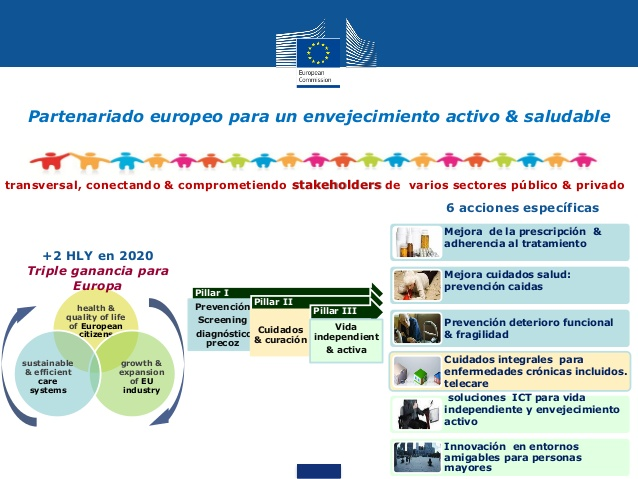 European
Commission
Partenariado europeo para un envejecimiento activo & saludable
transversal, conectando & comprometiendo stakeholders de varios sectores público & privado
6 acciones específicas
+2 HLY en 2020
Triple ganancia para
Europa
health &
quality of life
of European
citizens
sustainable
& efficient
care
systems
growth &
expansion
of EU
industry
Pillar I
Prevención
Screening
diagnóstico
precoz
Pillar II
Cuidados
& curación
Pillar III
Vida
independient
& activa
Mejora de la prescripción &
adherencia al tratamiento
Mejora cuidados salud:
prevención caidas
Prevención deterioro funcional
& fragilidad
Cuidados integrales para
enfermedades crónicas incluidos.
telecare
soluciones ICT para vida
independiente y envejecimiento
activo
Innovación en entornos
amigables para personas
mayores